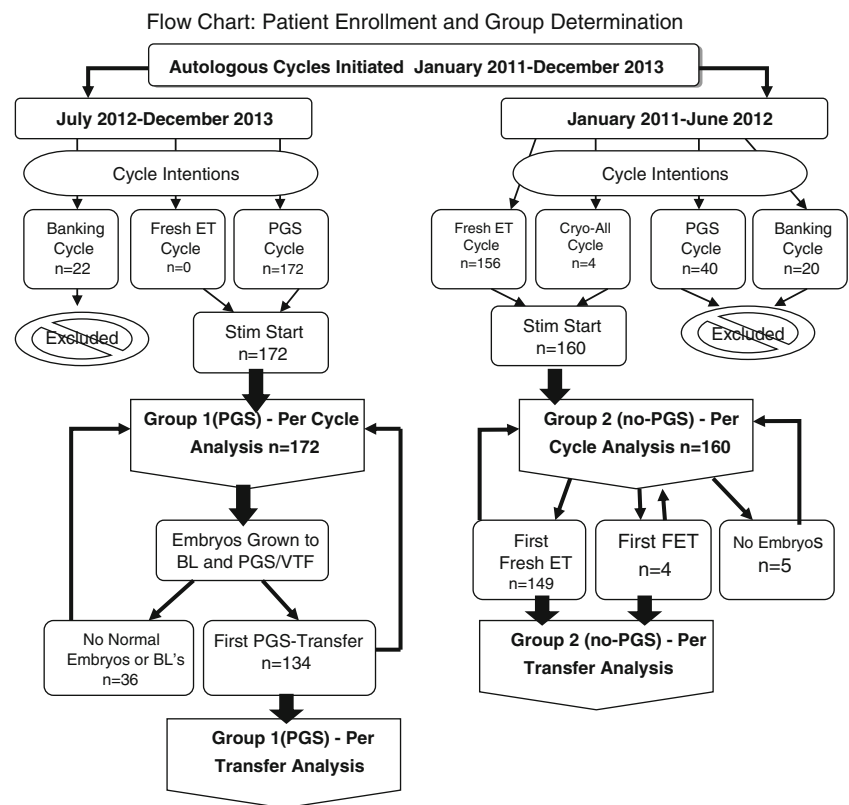 Flow Chart: Patient Enrollment and Group Determination
Autologous Cycles Initiated January 2011-December 2013
July 2012-December 2013
January 2011-June 2012
Cycle Intentions
Cycle Intentions
Banking
Cycle
n=22
Fresh ET
Cycle
n=0
PGS
Cycle
n=172
Fresh ET
Cycle
n=156
Cryo-All
Cycle
n=4
PGS
Cycle
n=40
Banking
Cycle
n=20
Excluded
Stim Start
n=172
Stim Start
n=160
Excluded
Group 1(PGS) - Per Cycle
Analysis n=172
Group 2 (no-PGS) - Per
Cycle Analysis n=160
Embryos Grown to
BL and PGS/VTF
First
Fresh ET
n=149
First FET
n=4
No Embryos
n=5
No Normal
Embryos or BL's
n=36
First PGS-Transfer
n=134
Group 2 (no-PGS) - Per
Transfer Analysis
Group 1(PGS) - Per
Transfer Analysis